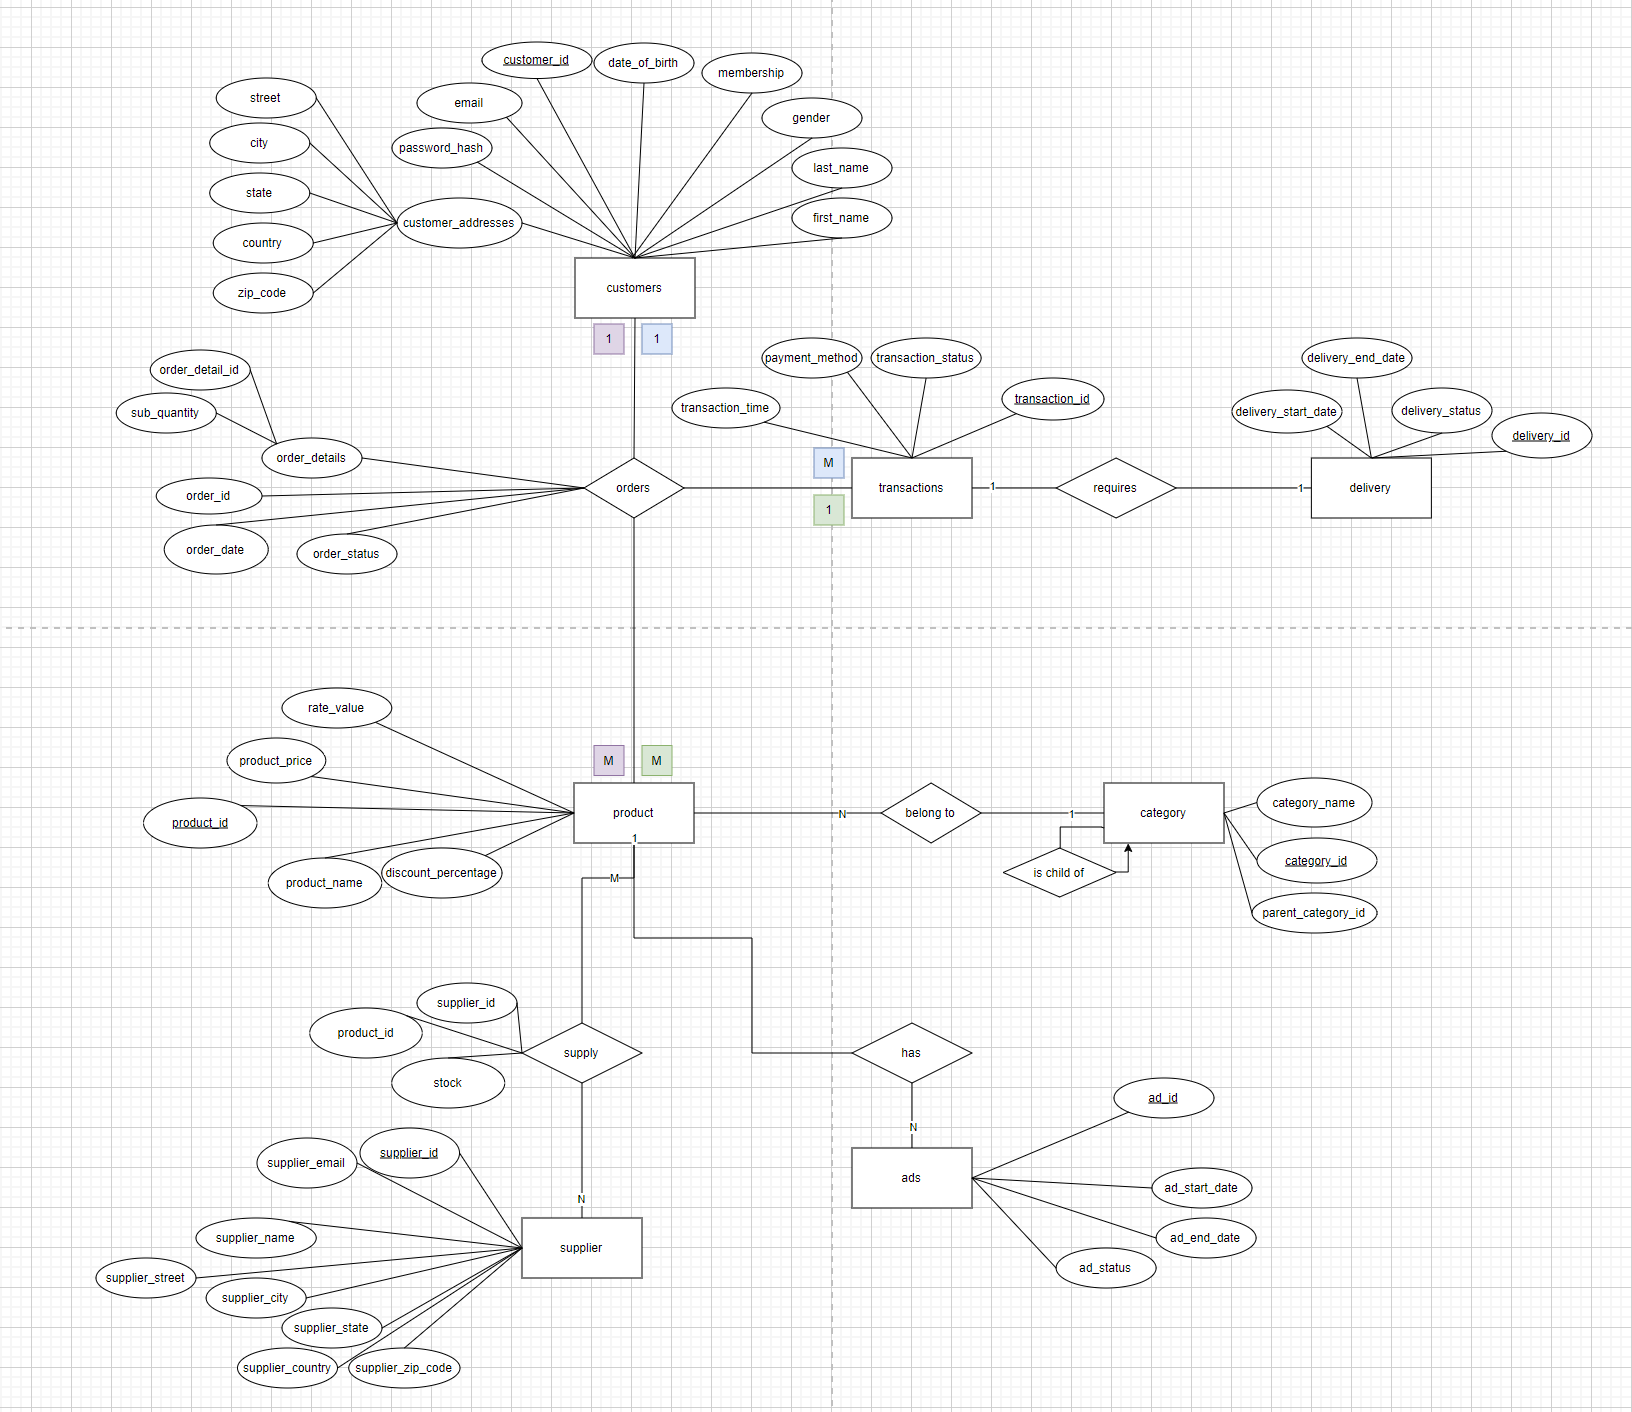 customer_id
date_of_birth
membership
street
email
gender
city
password_hash
last_name
state
customer_addresses
first_name
country
zip_code
customers
1
1
order_detail_id
payment_method
transaction_status
delivery_end_date
sub_quantity
transaction_time
transaction_id
delivery_start_date
delivery_status
delivery_id
order_details
M
order_id
orders
transactions
1
requires
1
delivery
1
order_date
order_status
rate_value
product_price
M
M
product_id
product
N
belong to
1
category
category_name
1
category_id
product_name
discount_percentage
M
is child of
parent_category_id
supplier_id
product_id
supply
has
stock
ad_id
N
supplier_email
supplier_id
ads
ad_start_date
N
supplier_name
supplier
ad_end_date
supplier_street
ad_status
supplier_city
supplier_state
supplier_country
supplier_zip_code